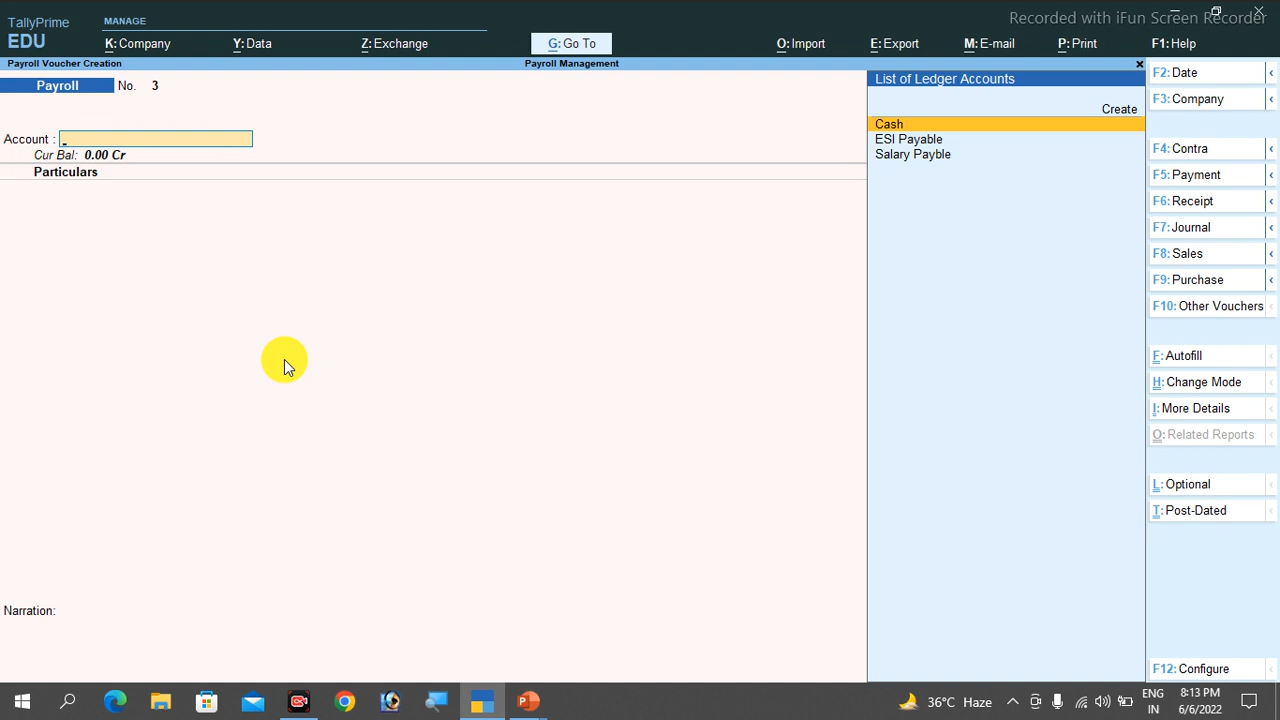 Recorded with iFun Screen Recorder
TallyPrime
EDU
MANAGE
K: Company
Y: Data
Z: Exchange
G: Go To
O: Import
E: Export
M: E-mail
P: Print
F1: Help
Payroll Voucher Creation
Payroll Management
Payroll No. 3
Account :
Cur Bal: 0.00 Cr
Particulars
Narration:
List of Ledger Accounts
Create
Cash
ESI Payable
Salary Payble
F2: Date
F3: Company
F4: Contra
F5: Payment
F6: Receipt
F7: Journal
F8: Sales
F9: Purchase
F10: Other Vouchers
F: Autofill
H: Change Mode
I: More Details
O: Related Reports
L: Optional
T: Post-Dated
F12: Configure
36°C Haze
ENG
IN
8:13 PM
6/6/2022